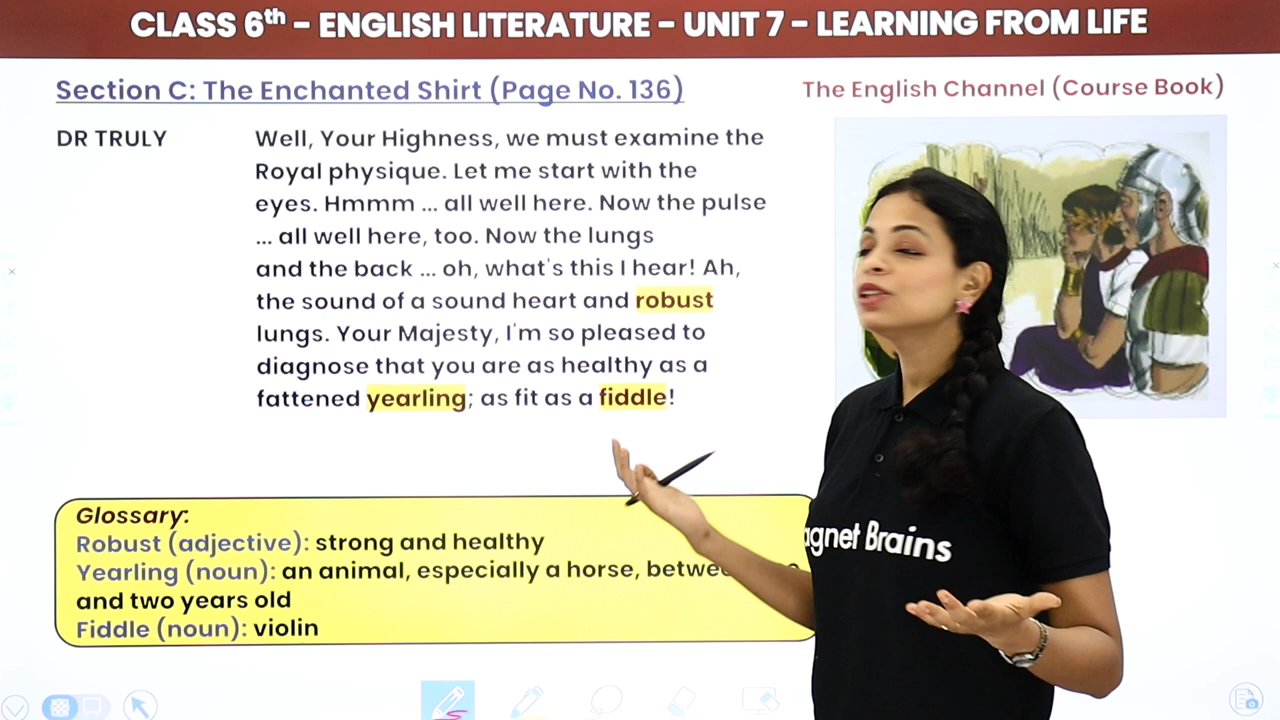 CLASS 6th – ENGLISH LITERATURE – UNIT 7 – LEARNING FROM LIFE
Section C: The Enchanted Shirt (Page No. 136)
The English Channel (Course Book)
DR TRULY
Well, Your Highness, we must examine the
Royal physique. Let me start with the
eyes. Hmmm ... all well here. Now the pulse
... all well here, too. Now the lungs
and the back ... oh, what's this I hear! Ah,
the sound of a sound heart and robust
lungs. Your Majesty, I'm so pleased to
diagnose that you are as healthy as a
fattened yearling; as fit as a fiddle!
Glossary:
Robust (adjective): strong and healthy
Yearling (noun): an animal, especially a horse,
and two years old
Fiddle (noun): violin
agnet Brains